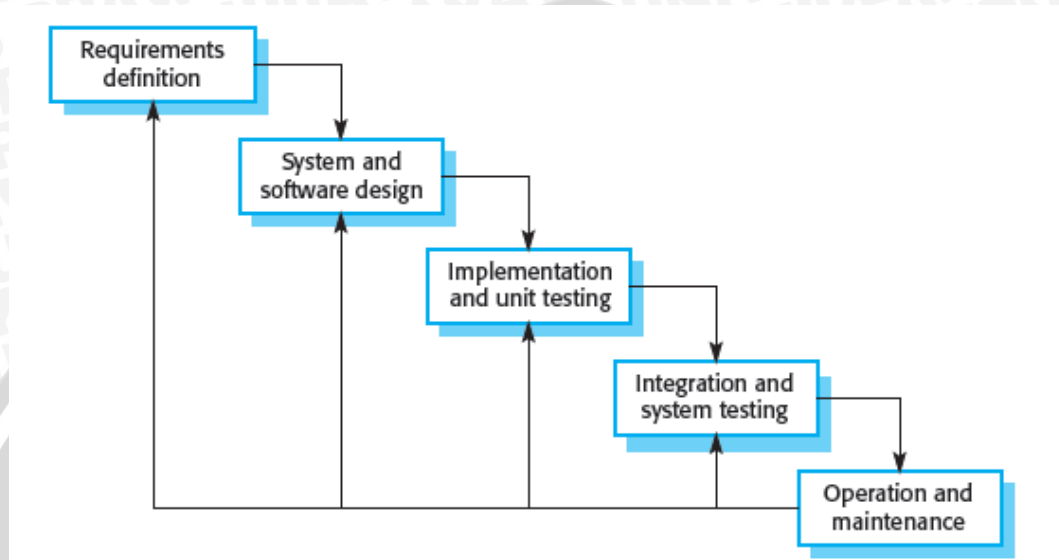 Requirements
definition
System and
software design
Implementation
and unit testing
Integration and
system testing
Operation and
maintenance